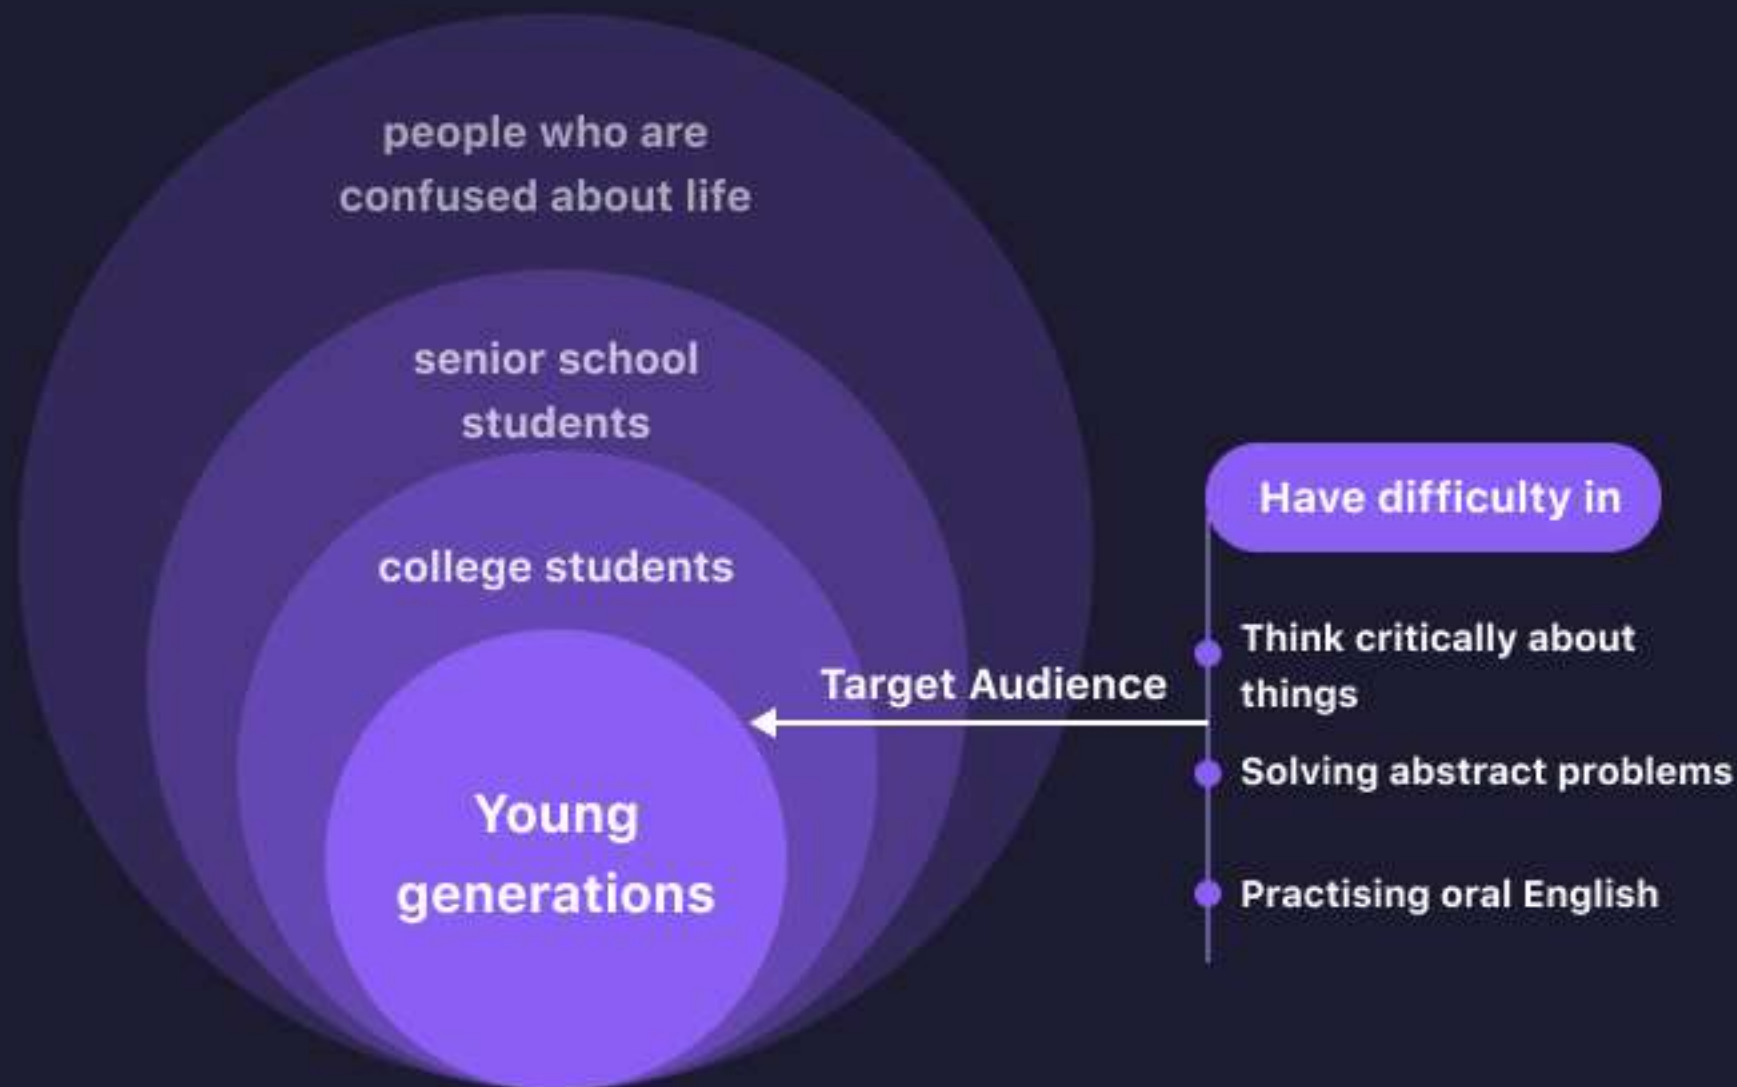 people who are
confused about life
senior school
students
college students
Young
generations
Target Audience
Have difficulty in
Think critically about
things
Solving abstract problems
Practising oral English